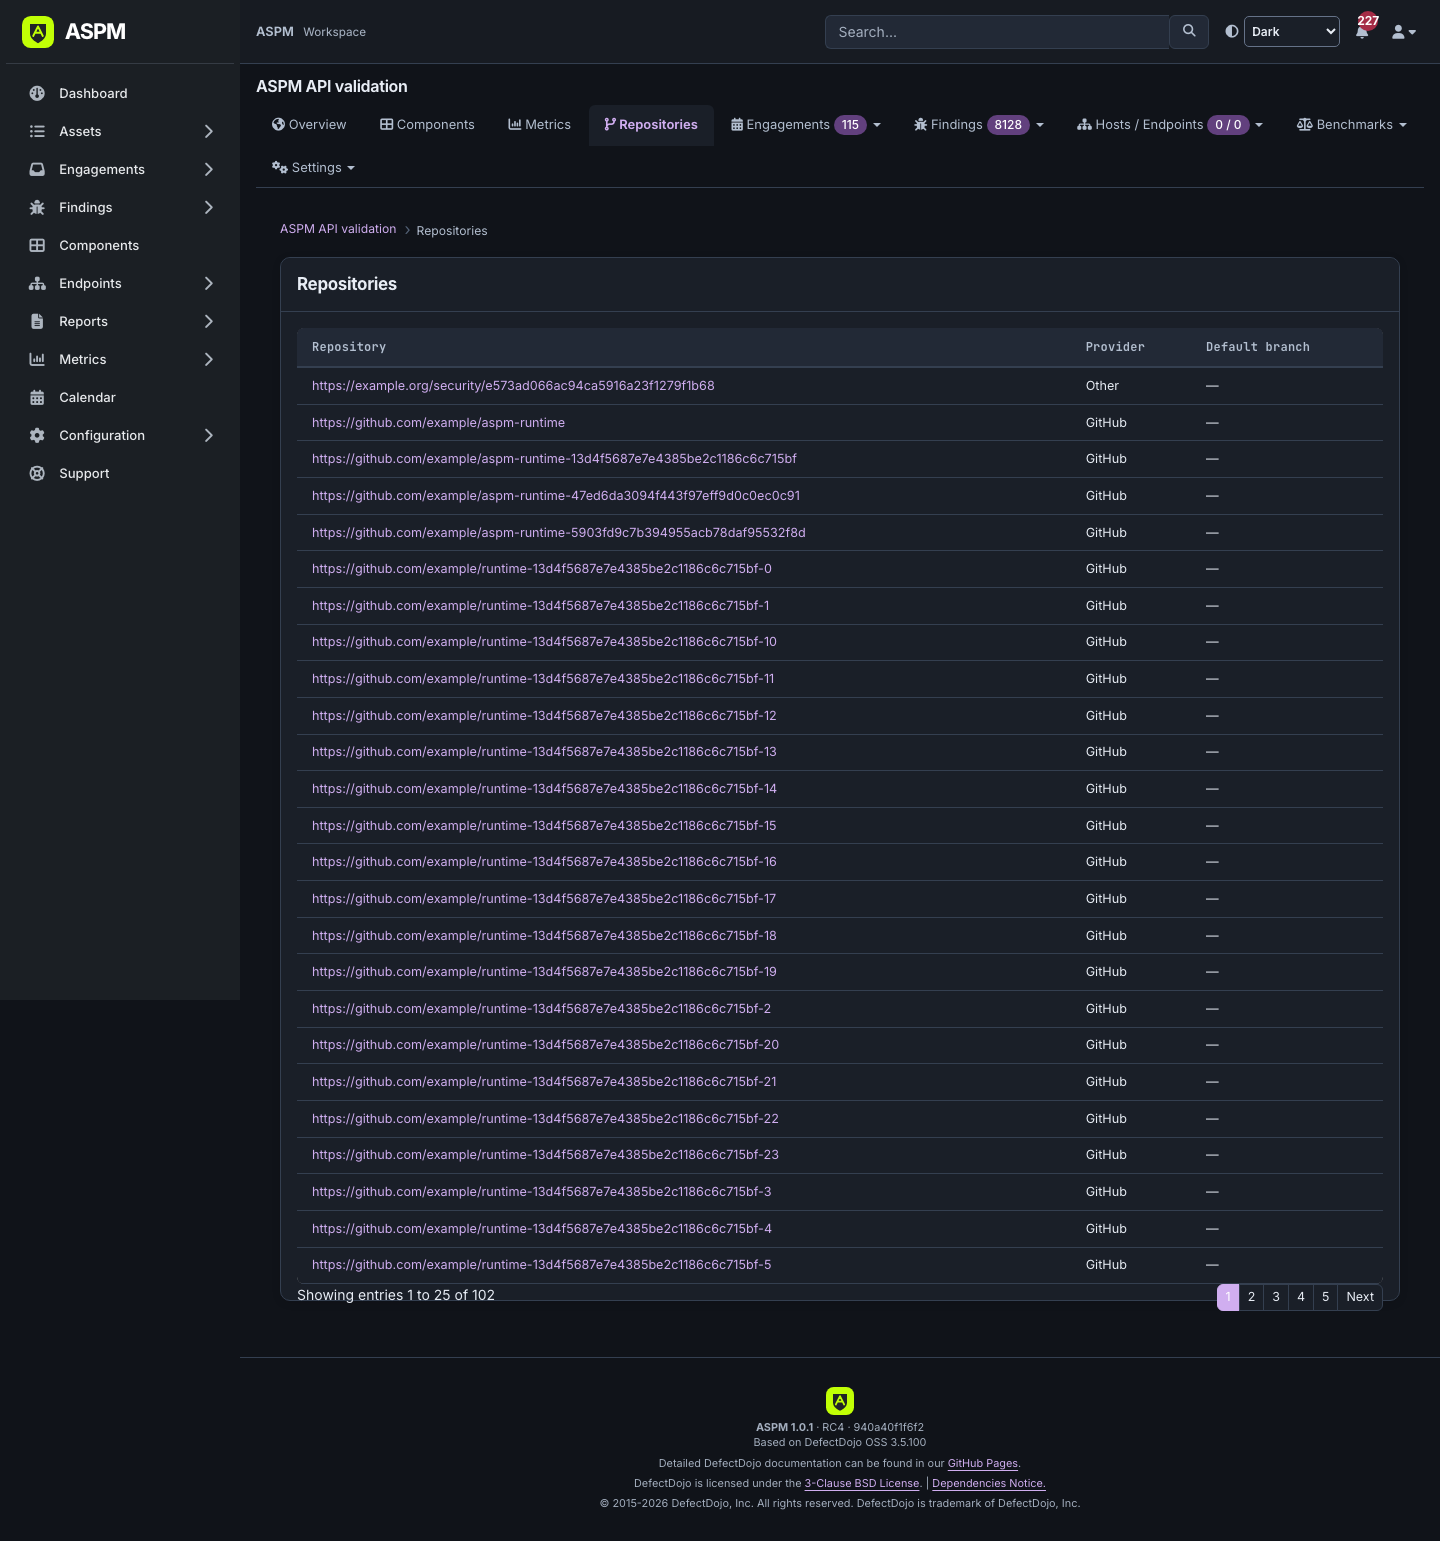 ASPM
ASPM Workspace
Search...
Dark
227
Dashboard
Assets
Engagements
Findings
Components
Endpoints
Reports
Metrics
Calendar
Configuration
Support
ASPM API validation
Overview
Components
Metrics
Repositories
Engagements 115
Findings 8128
Hosts / Endpoints 0 / 0
Benchmarks
Settings
ASPM API validation > Repositories
Repositories
Repository Provider Default branch
https://example.org/security/e573ad066ac94ca5916a23f1279f1b68 Other —
https://github.com/example/aspm-runtime GitHub —
https://github.com/example/aspm-runtime-13d4f5687e7e4385be2c1186c6c715bf GitHub —
https://github.com/example/aspm-runtime-47ed6da3094f443f97eff9d0c0ec0c91 GitHub —
https://github.com/example/aspm-runtime-5903fd9c7b394955acb78daf95532f8d GitHub —
https://github.com/example/runtime-13d4f5687e7e4385be2c1186c6c715bf-0 GitHub —
https://github.com/example/runtime-13d4f5687e7e4385be2c1186c6c715bf-1 GitHub —
https://github.com/example/runtime-13d4f5687e7e4385be2c1186c6c715bf-10 GitHub —
https://github.com/example/runtime-13d4f5687e7e4385be2c1186c6c715bf-11 GitHub —
https://github.com/example/runtime-13d4f5687e7e4385be2c1186c6c715bf-12 GitHub —
https://github.com/example/runtime-13d4f5687e7e4385be2c1186c6c715bf-13 GitHub —
https://github.com/example/runtime-13d4f5687e7e4385be2c1186c6c715bf-14 GitHub —
https://github.com/example/runtime-13d4f5687e7e4385be2c1186c6c715bf-15 GitHub —
https://github.com/example/runtime-13d4f5687e7e4385be2c1186c6c715bf-16 GitHub —
https://github.com/example/runtime-13d4f5687e7e4385be2c1186c6c715bf-17 GitHub —
https://github.com/example/runtime-13d4f5687e7e4385be2c1186c6c715bf-18 GitHub —
https://github.com/example/runtime-13d4f5687e7e4385be2c1186c6c715bf-19 GitHub —
https://github.com/example/runtime-13d4f5687e7e4385be2c1186c6c715bf-2 GitHub —
https://github.com/example/runtime-13d4f5687e7e4385be2c1186c6c715bf-20 GitHub —
https://github.com/example/runtime-13d4f5687e7e4385be2c1186c6c715bf-21 GitHub —
https://github.com/example/runtime-13d4f5687e7e4385be2c1186c6c715bf-22 GitHub —
https://github.com/example/runtime-13d4f5687e7e4385be2c1186c6c715bf-23 GitHub —
https://github.com/example/runtime-13d4f5687e7e4385be2c1186c6c715bf-3 GitHub —
https://github.com/example/runtime-13d4f5687e7e4385be2c1186c6c715bf-4 GitHub —
https://github.com/example/runtime-13d4f5687e7e4385be2c1186c6c715bf-5 GitHub —
Showing entries 1 to 25 of 102
1 2 3 4 5 Next
ASPM 1.0.1 · RC4 · 940a40f1f6f2
Based on DefectDojo OSS 3.5.100
Detailed DefectDojo documentation can be found in our GitHub Pages.
DefectDojo is licensed under the 3-Clause BSD License. | Dependencies Notice.
© 2015-2026 DefectDojo, Inc. All rights reserved. DefectDojo is trademark of DefectDojo, Inc.